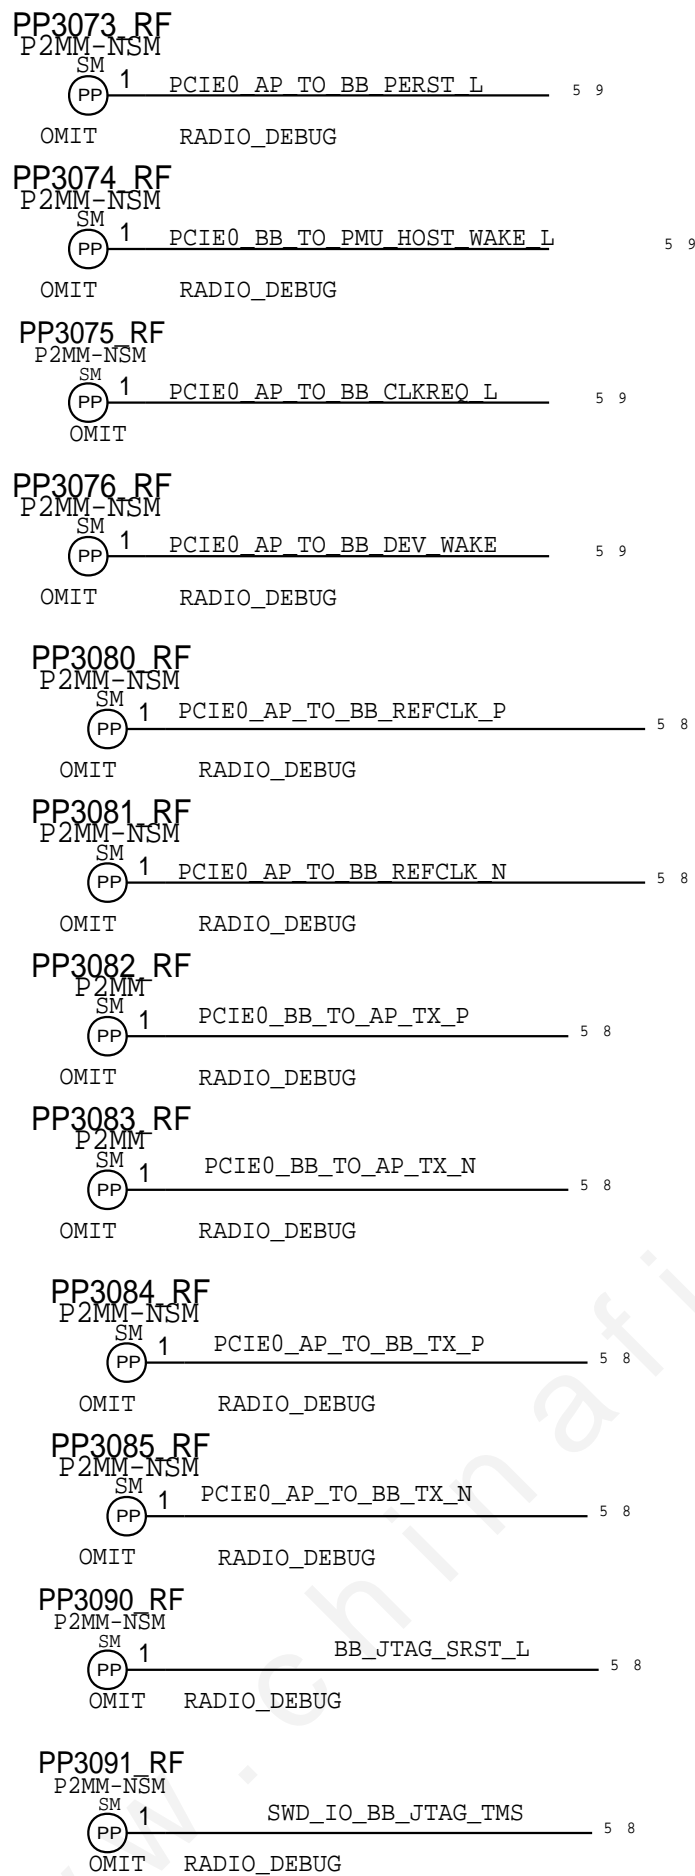 PP3073_RF
P2MM-NSM
SM
PP 1 PCIE0_AP_TO_BB_PERST_L 5 9
OMIT RADIO_DEBUG
PP3074_RF
P2MM-NSM
SM
PP 1 PCIE0_BB_TO_PMU_HOST_WAKE_L 5 9
OMIT RADIO_DEBUG
PP3075_RF
P2MM-NSM
SM
PP 1 PCIE0_AP_TO_BB_CLKREQ_L 5 9
OMIT
PP3076_RF
P2MM-NSM
SM
PP 1 PCIE0_AP_TO_BB_DEV_WAKE 5 9
OMIT RADIO_DEBUG
PP3080_RF
P2MM-NSM
SM
PP 1 PCIE0_AP_TO_BB_REFCLK_P 5 8
OMIT RADIO_DEBUG
PP3081_RF
P2MM-NSM
SM
PP 1 PCIE0_AP_TO_BB_REFCLK_N 5 8
OMIT RADIO_DEBUG
PP3082_RF
P2MM
SM
PP 1 PCIE0_BB_TO_AP_TX_P 5 8
OMIT RADIO_DEBUG
PP3083_RF
P2MM
SM
PP 1 PCIE0_BB_TO_AP_TX_N 5 8
OMIT RADIO_DEBUG
PP3084_RF
P2MM-NSM
SM
PP 1 PCIE0_AP_TO_BB_TX_P 5 8
OMIT RADIO_DEBUG
PP3085_RF
P2MM-NSM
SM
PP 1 PCIE0_AP_TO_BB_TX_N 5 8
OMIT RADIO_DEBUG
PP3090_RF
P2MM-NSM
SM
PP 1 BB_JTAG_SRST_L 5 8
OMIT RADIO_DEBUG
PP3091_RF
P2MM-NSM
SM
PP 1 SWD_IO_BB_JTAG_TMS 5 8
OMIT RADIO_DEBUG
w.chinafi